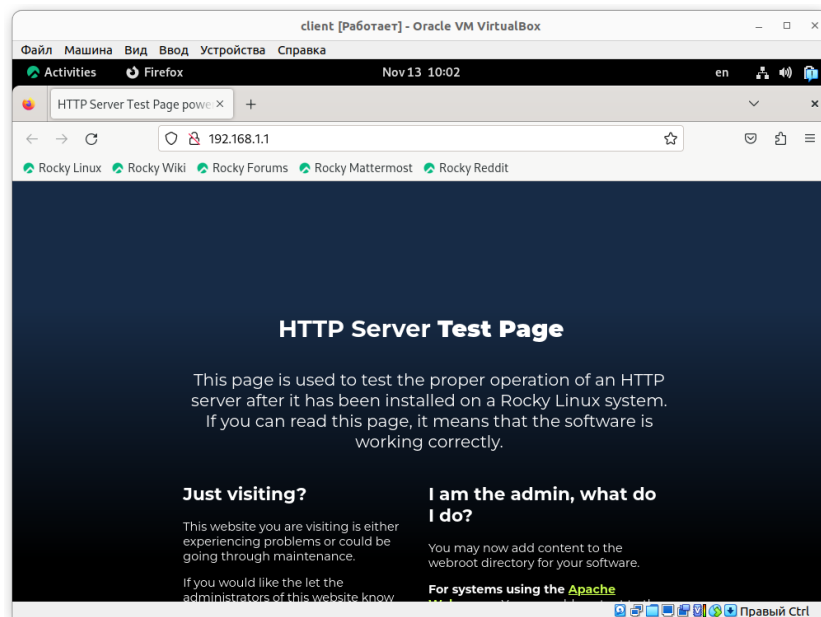 client [Работает] - Oracle VM VirtualBox
Файл Машина Вид Ввод Устройства Справка
Activities Firefox Nov 13 10:02 en
HTTP Server Test Page powe
192.168.1.1
Rocky Linux Rocky Wiki Rocky Forums Rocky Mattermost Rocky Reddit
HTTP Server Test Page
This page is used to test the proper operation of an HTTP
server after it has been installed on a Rocky Linux system.
If you can read this page, it means that the software is
working correctly.
Just visiting?
This website you are visiting is either
experiencing problems or could be
going through maintenance.
If you would like the let the
administrators of this website know
I am the admin, what do
I do?
You may now add content to the
webroot directory for your software.
For systems using the Apache
Правый Ctrl